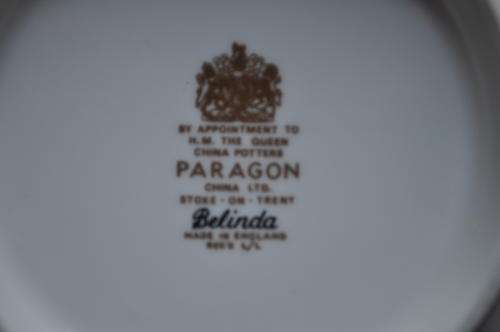 BY APPOINTMENT TO
H.M. THE QUEEN
CHINA POTTERS
PARAGON
CHINA LTD.
STOKE-ON-TRENT
Belinda
MADE IN ENGLAND